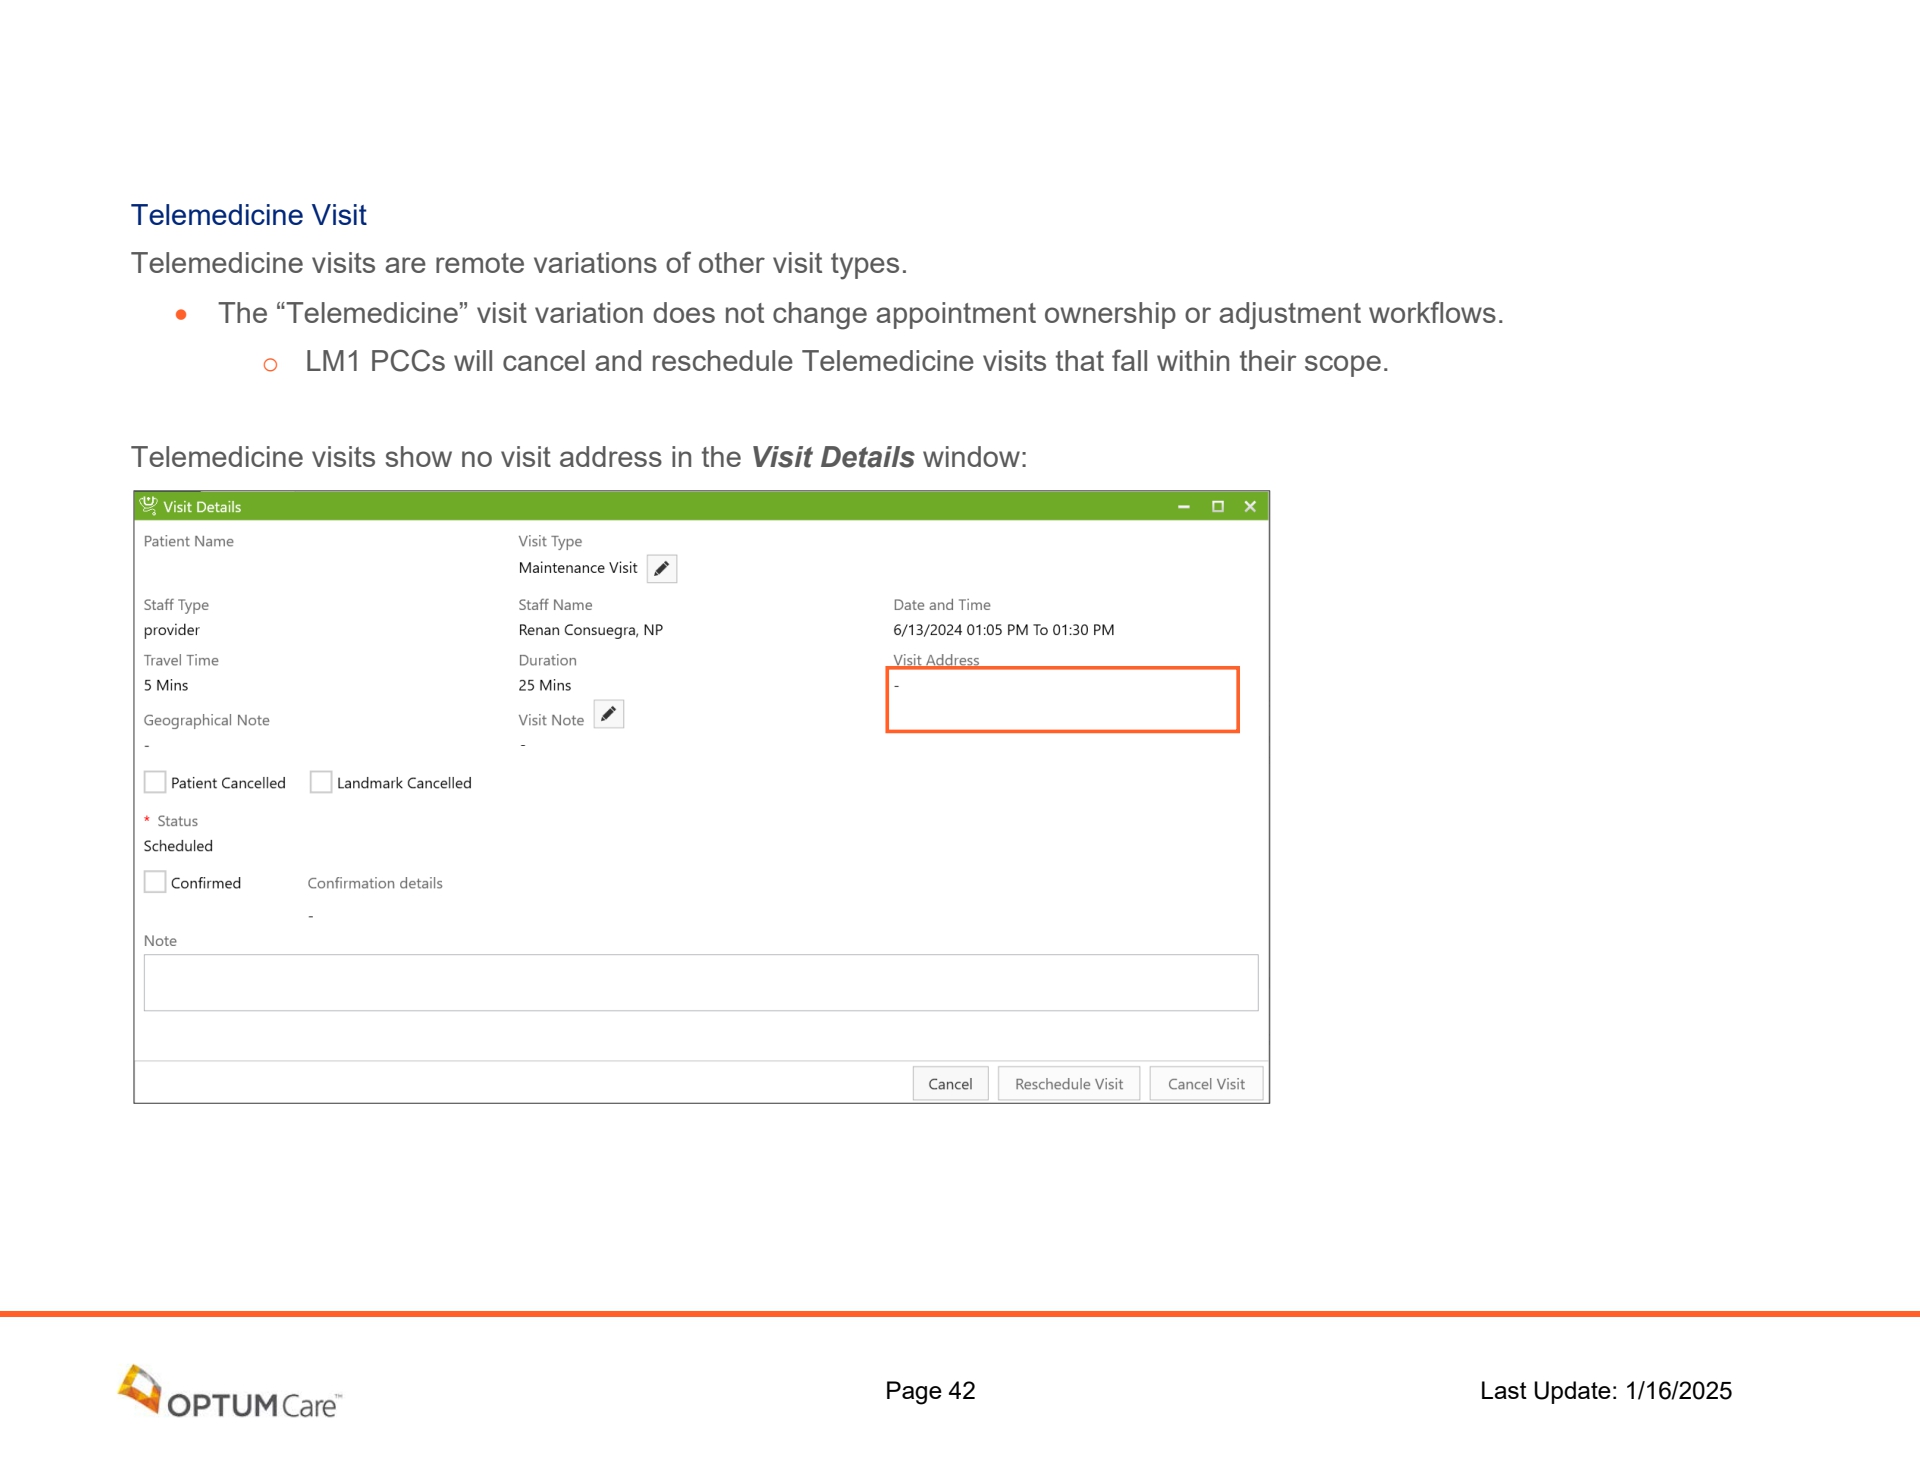 Telemedicine Visit
Telemedicine visits are remote variations of other visit types.
• The “Telemedicine” visit variation does not change appointment ownership or adjustment workflows.
o LM1 PCCs will cancel and reschedule Telemedicine visits that fall within their scope.
Telemedicine visits show no visit address in the Visit Details window:
Visit Details
Patient Name Visit Type
Maintenance Visit
Staff Type Staff Name Date and Time
provider Renan Consuegra, NP 6/13/2024 01:05 PM To 01:30 PM
Travel Time Duration Visit Address
5 Mins 25 Mins -
Geographical Note Visit Note
- -
Patient Cancelled Landmark Cancelled
* Status
Scheduled
Confirmed Confirmation details
-
Note
Cancel Reschedule Visit Cancel Visit
OPTUM Care™ Page 42 Last Update: 1/16/2025